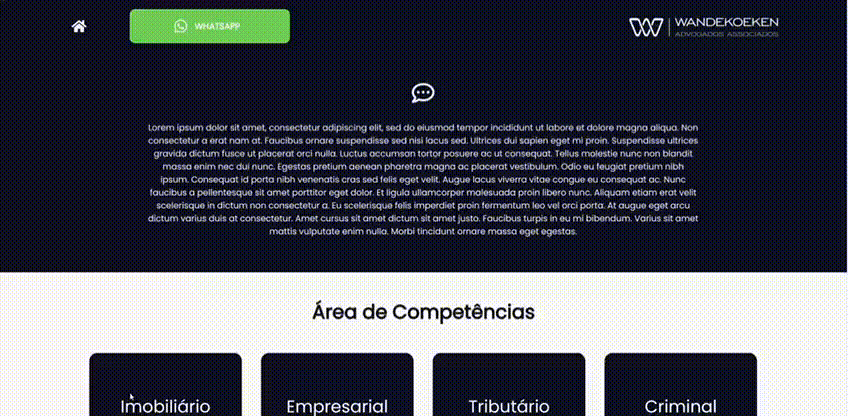 WHATSAPP
WANDEKOEKEN
ADVOGADOS ASSOCIADOS
Lorem ipsum dolor sit amet, consectetur adipiscing elit, sed do eiusmod tempor incididunt ut labore et dolore magna aliqua. Non
consectetur a erat nam at. Faucibus ornare suspendisse sed nisi lacus sed. Ultrices dui sapien eget mi proin. Suspendisse ultrices
gravida dictum fusce ut placerat orci nulla. Luctus accumsan tortor posuere ac ut consequat. Tellus molestie nunc non blandit
massa enim nec dui nunc. Egestas pretium aenean pharetra magna ac placerat vestibulum. Odio eu feugiat pretium nibh
ipsum. Consequat id porta nibh venenatis cras sed felis eget velit. Augue lacus viverra vitae congue eu consequat ac. Nunc
faucibus a pellentesque sit amet porttitor eget dolor. Et ligula ullamcorper malesuada proin libero nunc. Aliquam etiam erat velit
scelerisque in dictum non consectetur a. Eu scelerisque felis imperdiet proin fermentum leo vel orci porta. At augue eget arcu
dictum varius duis at consectetur. Amet cursus sit amet dictum sit amet justo. Faucibus turpis in eu mi bibendum. Varius sit amet
mattis vulputate enim nulla. Morbi tincidunt ornare massa eget egestas.
Área de Competências
Imobiliário
Empresarial
Tributário
Criminal